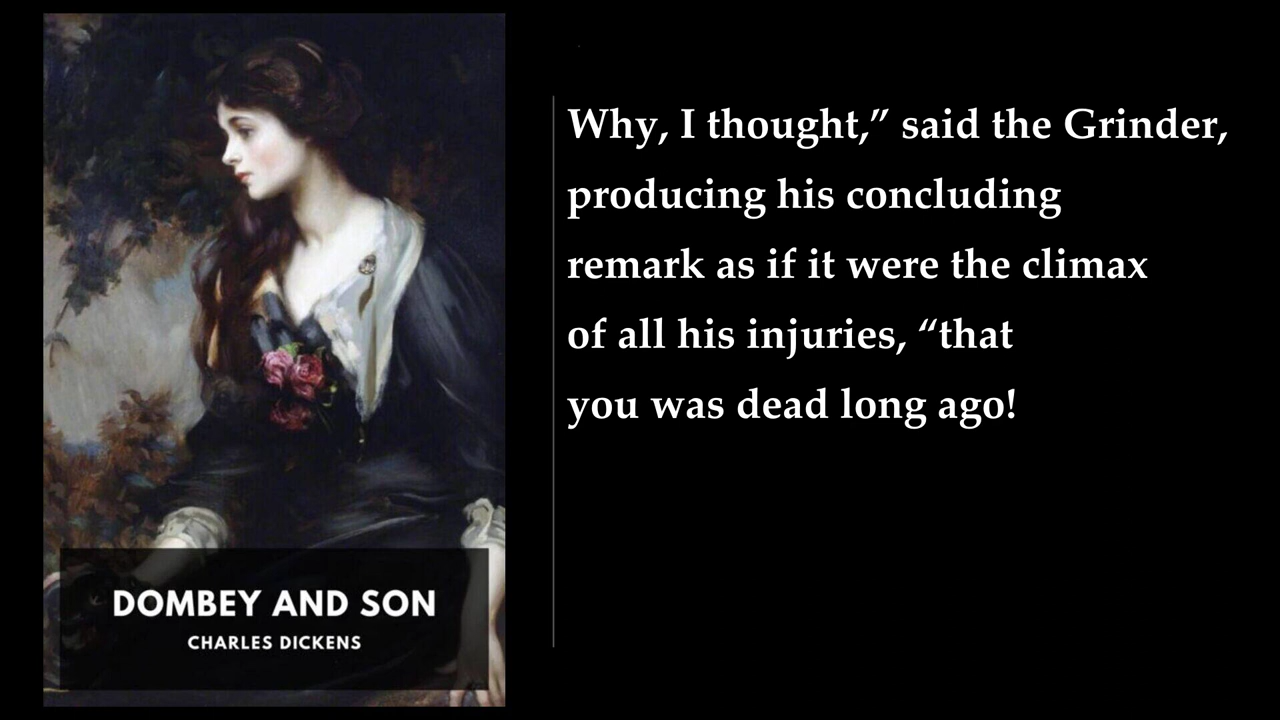 DOMBEY AND SON
CHARLES DICKENS
Why, I thought,” said the Grinder,
producing his concluding
remark as if it were the climax
of all his injuries, “that
you was dead long ago!